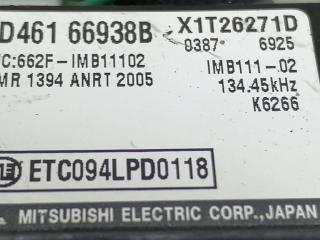 D461 66938B X1T26271D
0387 6925
C:662F-IMB11102 IMB111-02
MR 1394 ANRT 2005 134.45kHz
K6266
ETC094LPD0118
MITSUBISHI ELECTRIC CORP.,JAPAN